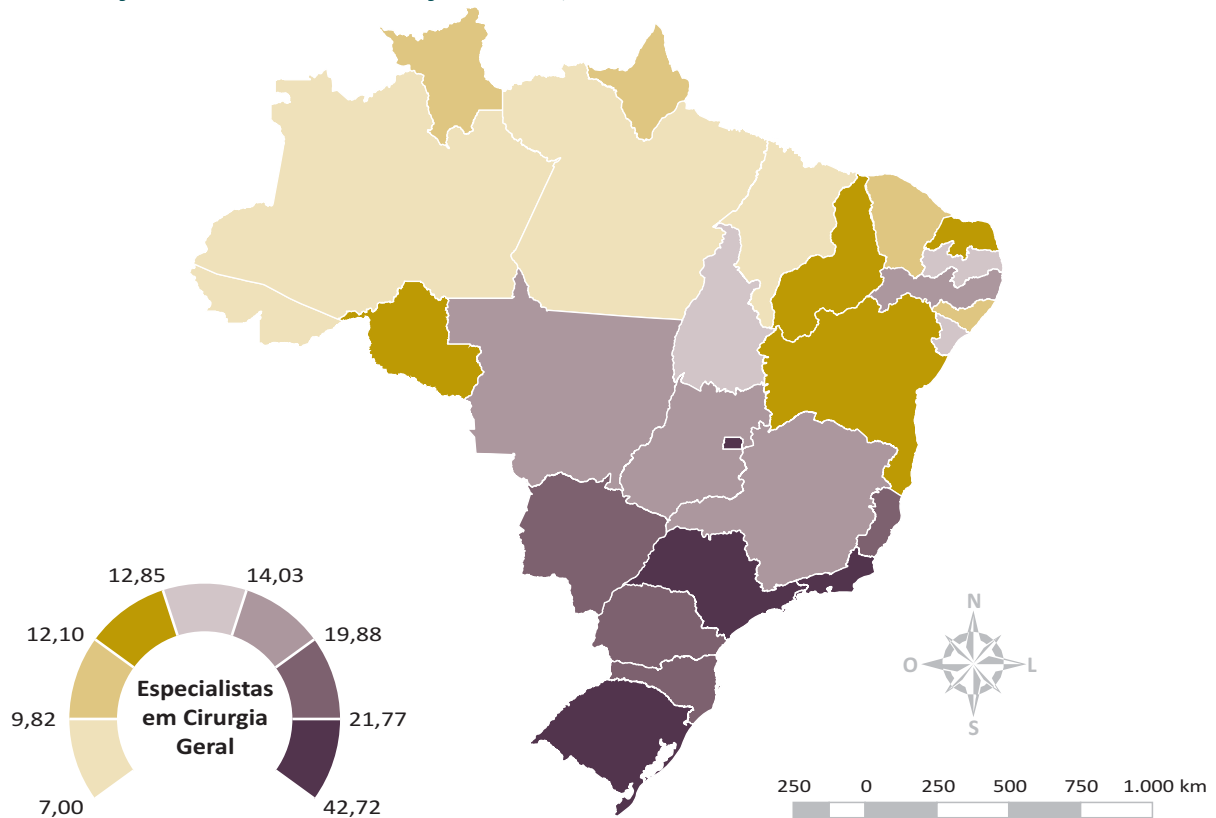 12,85
14,03
12,10
19,88
Especialistas
em Cirurgia
Geral
9,82
21,77
7,00
42,72
N
O
L
S
250 0 250 500 750 1.000 km